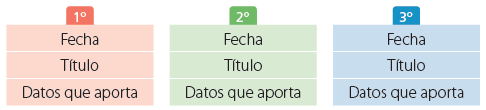 1º
Fecha
Título
Datos que aporta
2º
Fecha
Título
Datos que aporta
3º
Fecha
Título
Datos que aporta